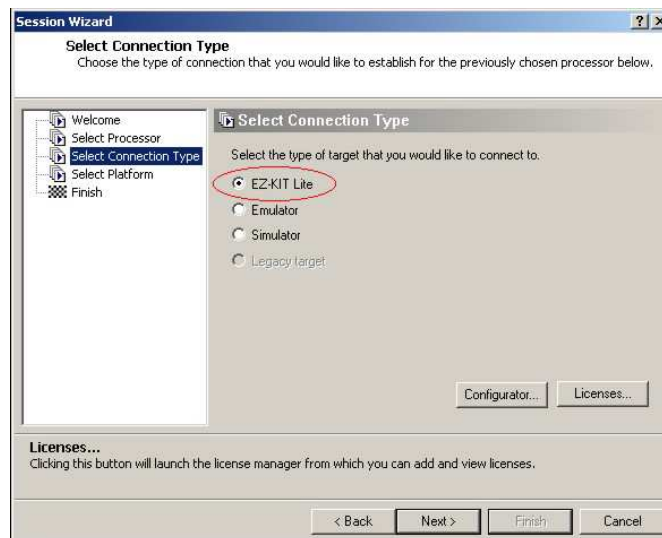 Session Wizard
Select Connection Type
Choose the type of connection that you would like to establish for the previously chosen processor below.
Welcome
Select Processor
Select Connection Type
Select Platform
Finish
Select Connection Type
Select the type of target that you would like to connect to.
EZ-KIT Lite
Emulator
Simulator
Legacy target
Configurator...
Licenses...
Licenses...
Clicking this button will launch the license manager from which you can add and view licenses.
< Back
Next >
Finish
Cancel